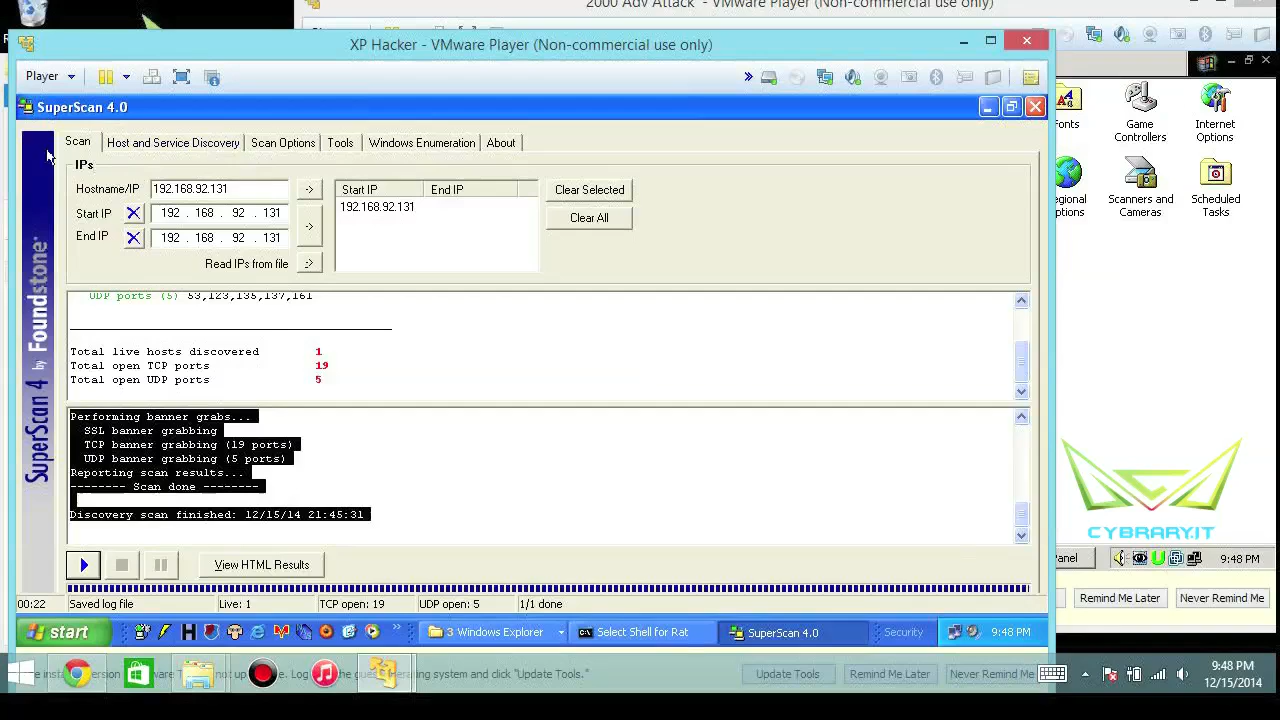 2000 Adv Attack - VMware Player (Non-commercial use only)
XP Hacker - VMware Player (Non-commercial use only)
Player
SuperScan 4.0
Scan
Host and Service Discovery
Scan Options
Tools
Windows Enumeration
About
IPs
Hostname/IP
192.168.92.131
Start IP
192 . 168 . 92 . 131
End IP
192 . 168 . 92 . 131
Read IPs from file
->
->
->
Start IP
End IP
192.168.92.131
Clear Selected
Clear All
UDP ports (5) 53,123,135,137,161
Total live hosts discovered 1
Total open TCP ports 19
Total open UDP ports 5
Performing banner grabs...
SSL banner grabbing
TCP banner grabbing (19 ports)
UDP banner grabbing (5 ports)
Reporting scan results...
-------- Scan done --------
Discovery scan finished: 12/15/14 21:45:31
SuperScan 4 by Foundstone
View HTML Results
00:22
Saved log file
Live: 1
TCP open: 19
UDP open: 5
1/1 done
start
3 Windows Explorer
Select Shell for Rat
SuperScan 4.0
Security
9:48 PM
Fonts
Game
Controllers
Internet
Options
Scanners and
Cameras
Scheduled
Tasks
CYBRARY.IT
9:48 PM
Remind Me Later
Never Remind Me
system and click "Update Tools."
Update Tools
Remind Me Later
Never Remind Me
9:48 PM
12/15/2014